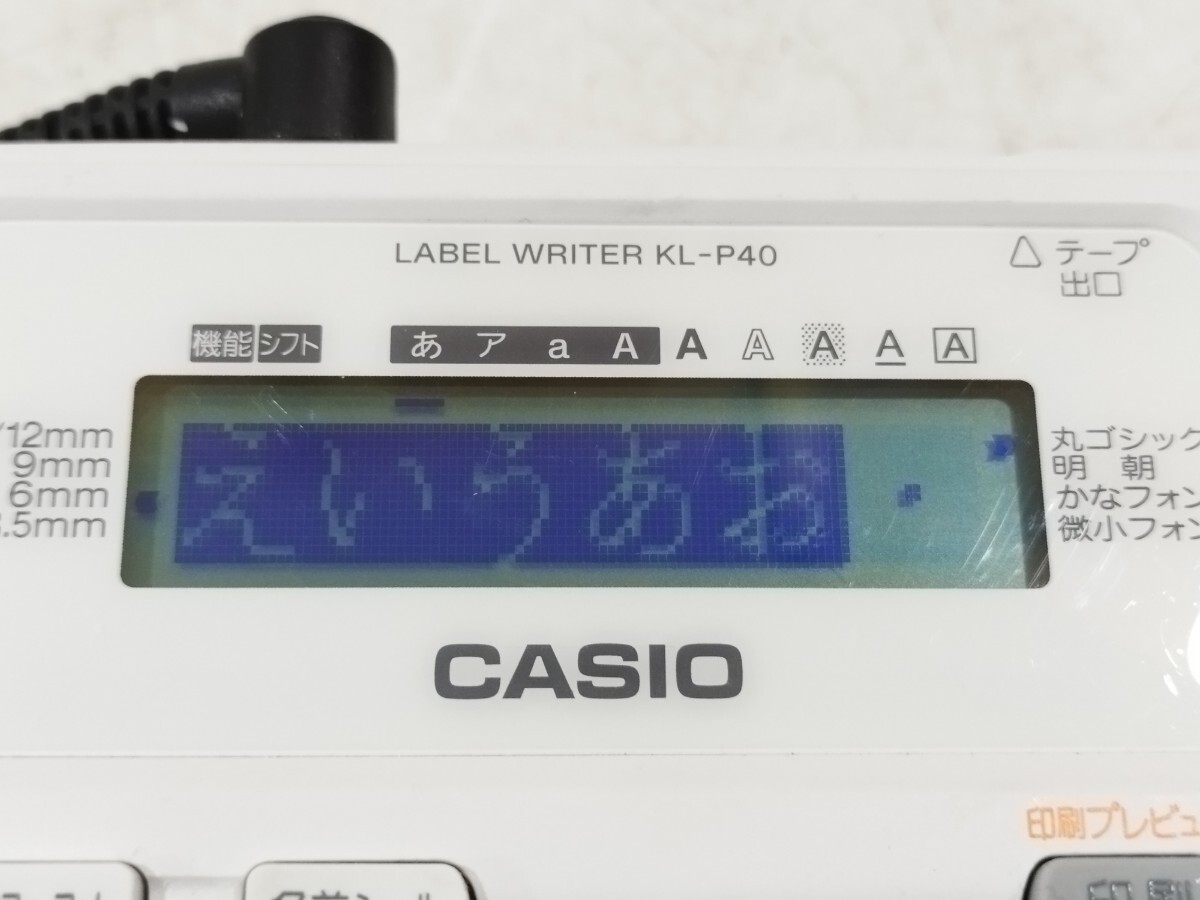 LABEL WRITER KL-P40
テープ
出口
機能 シフト あ ア a A A A A A A
12mm
9mm
6mm
.5mm
えいうあお
丸ゴシック
明 朝
かなフォン
微小フォン
CASIO
印刷プレビュ